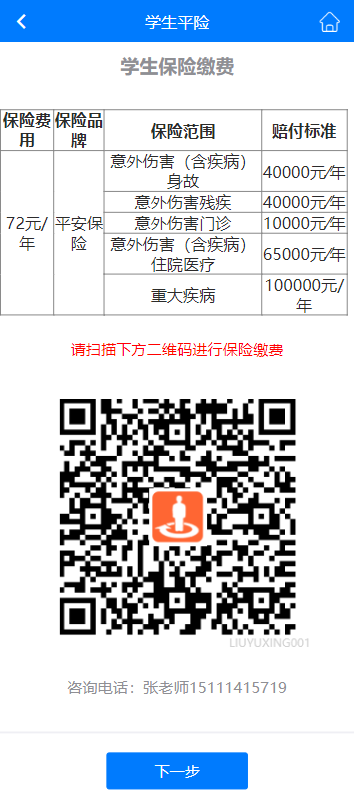 学生平险
学生保险缴费
保险费用
保险品牌
保险范围
赔付标准
72元/年
平安保险
意外伤害（含疾病）身故
40000元/年
意外伤害残疾
40000元/年
意外伤害门诊
10000元/年
意外伤害（含疾病）住院医疗
65000元/年
重大疾病
100000元/年
请扫描下方二维码进行保险缴费
LIUYUXING001
咨询电话：张老师15111415719
下一步